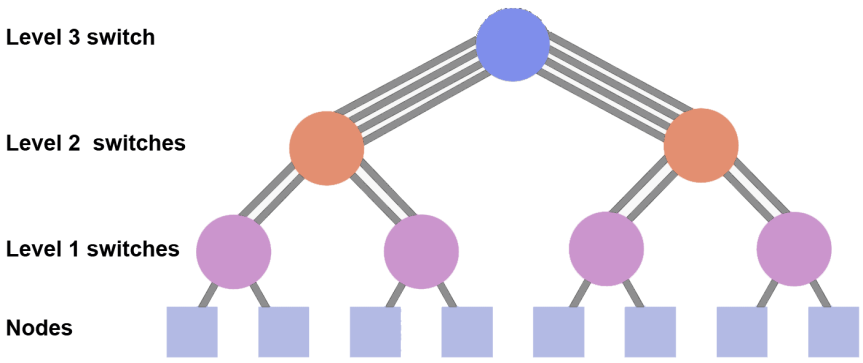 Level 3 switch
Level 2  switches
Level 1 switches
Nodes